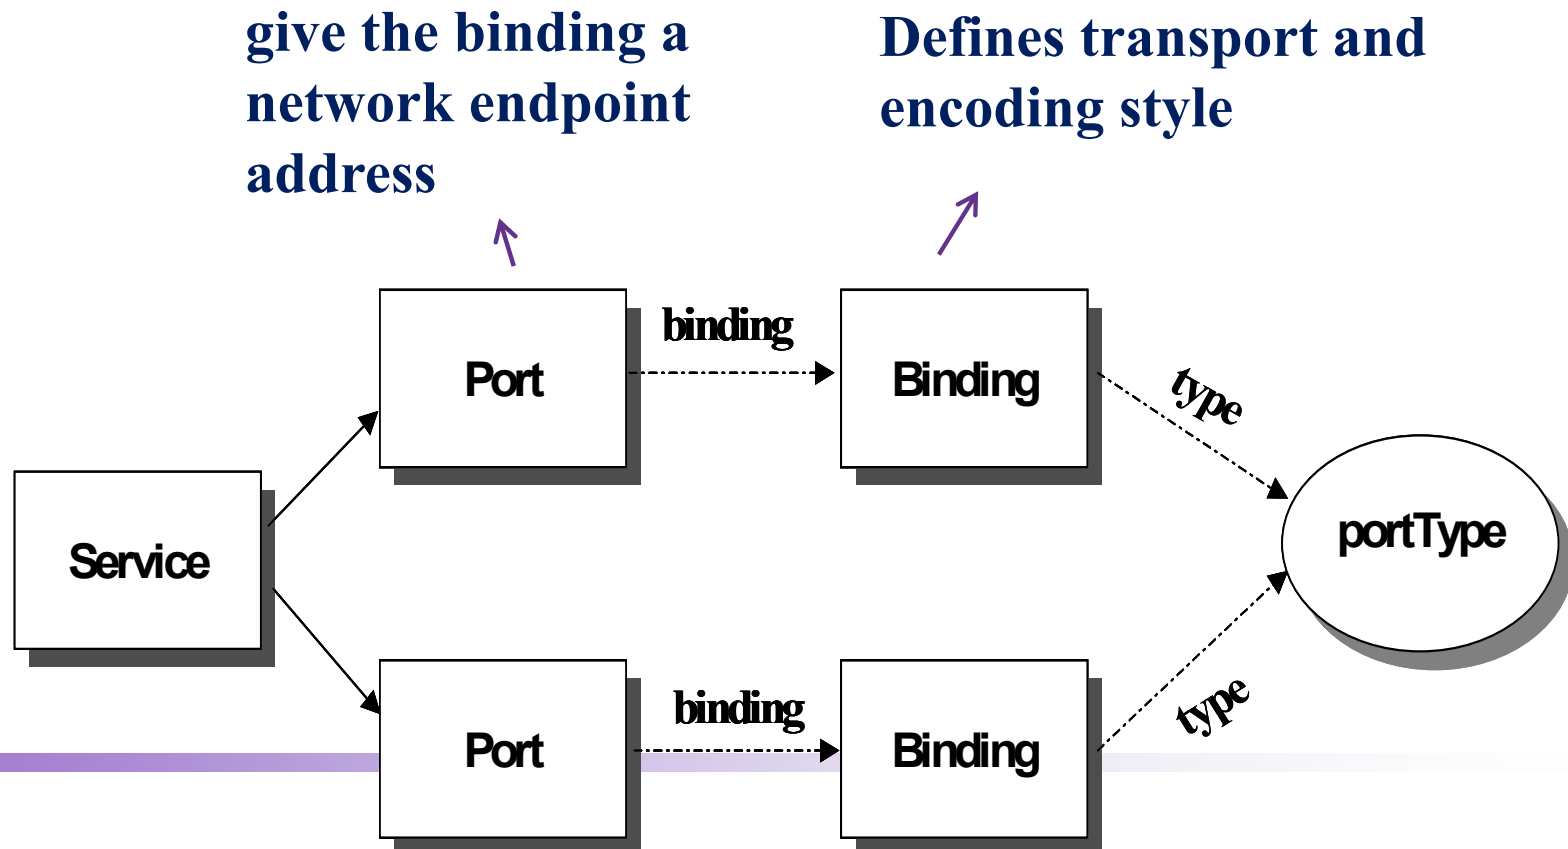 give the binding a
network endpoint
address
Defines transport and
encoding style
binding
Port
Binding
type
portType
Service
binding
type
Port
Binding